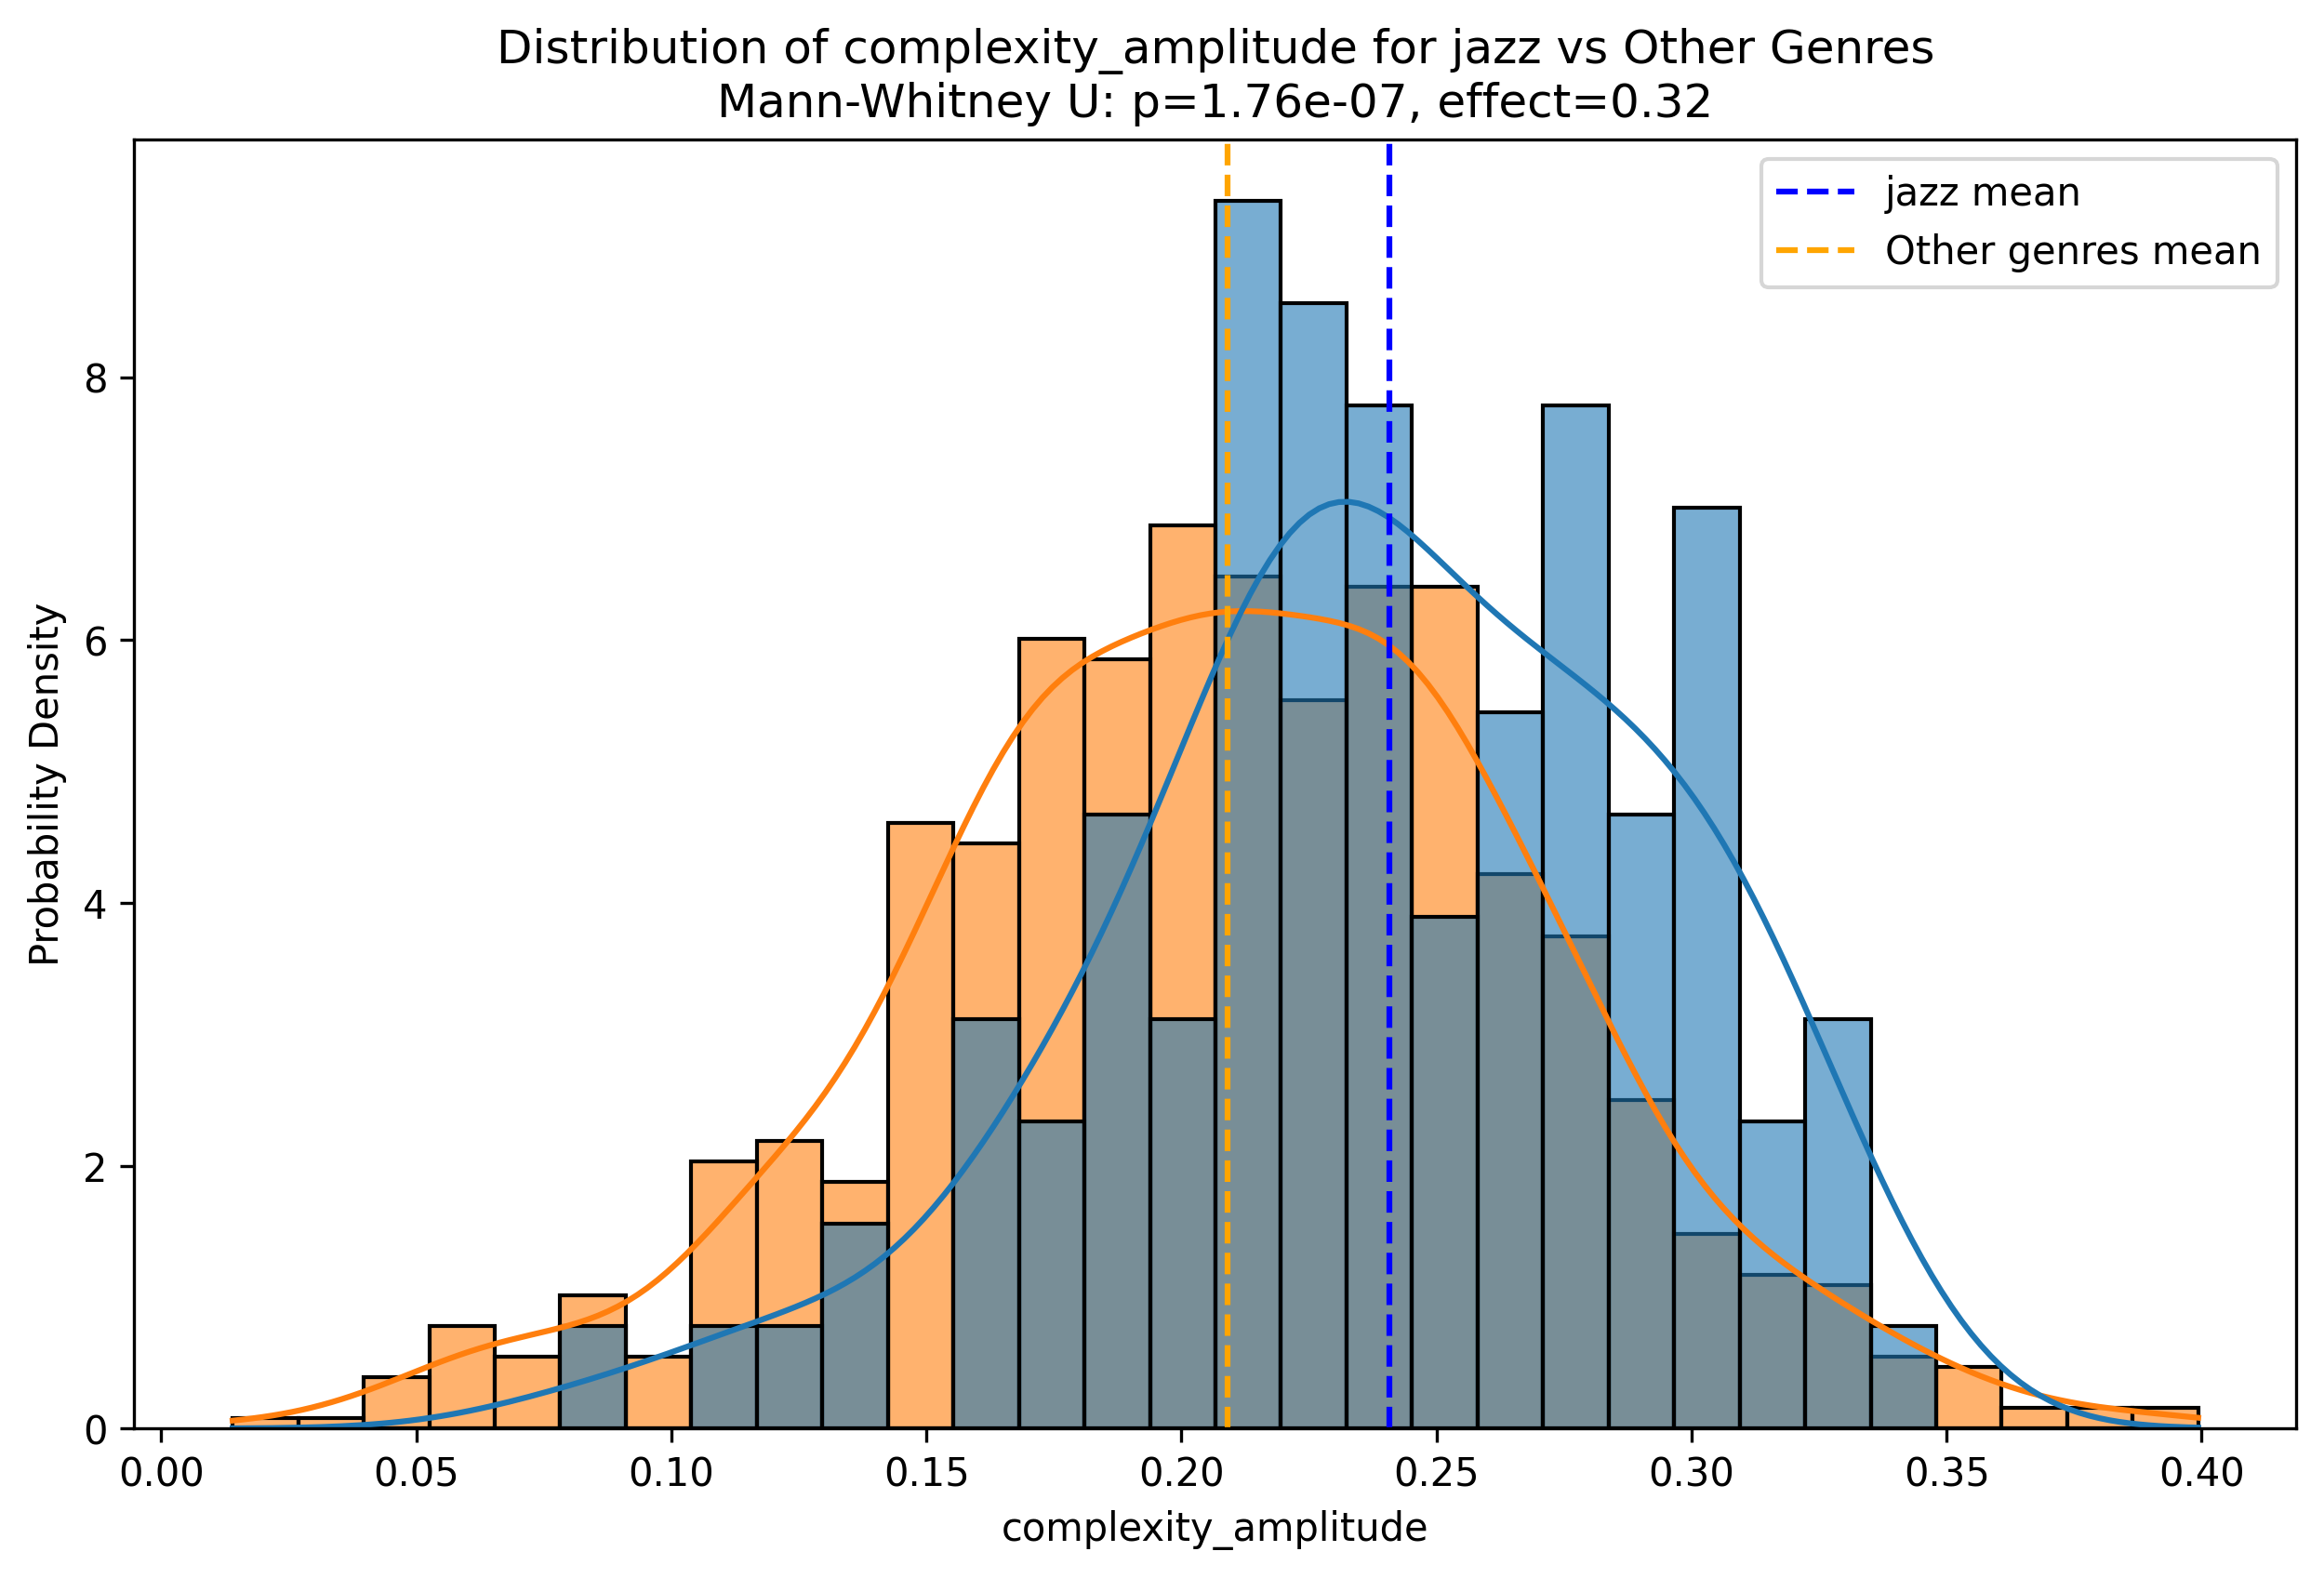 Distribution of complexity_amplitude for jazz vs Other Genres
Mann-Whitney U: p=1.76e-07, effect=0.32
jazz mean
Other genres mean
Probability Density
8
6
4
2
0
0.00 0.05 0.10 0.15 0.20 0.25 0.30 0.35 0.40
complexity_amplitude